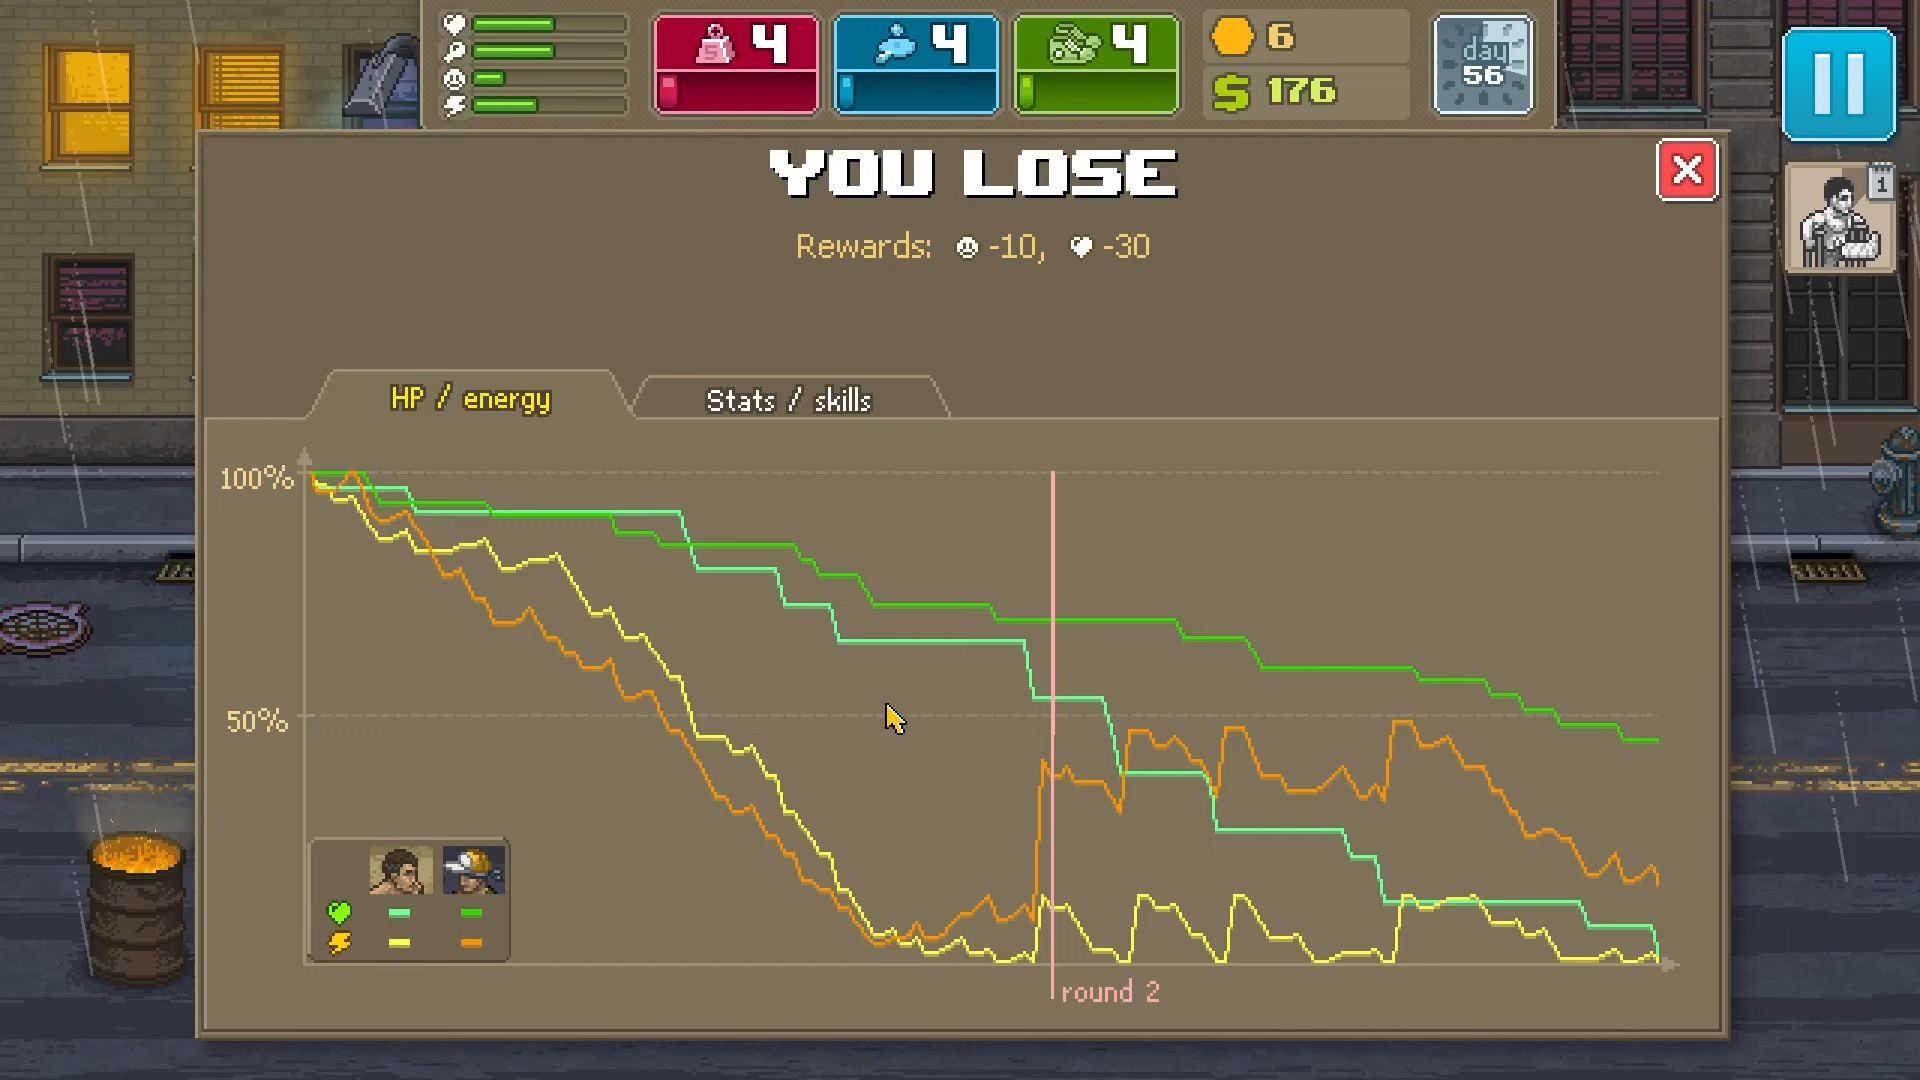 4
4
4
6
$ 176
day
56
1
YOU LOSE
Rewards: -10, -30
HP / energy
Stats / skills
100%
50%
round 2